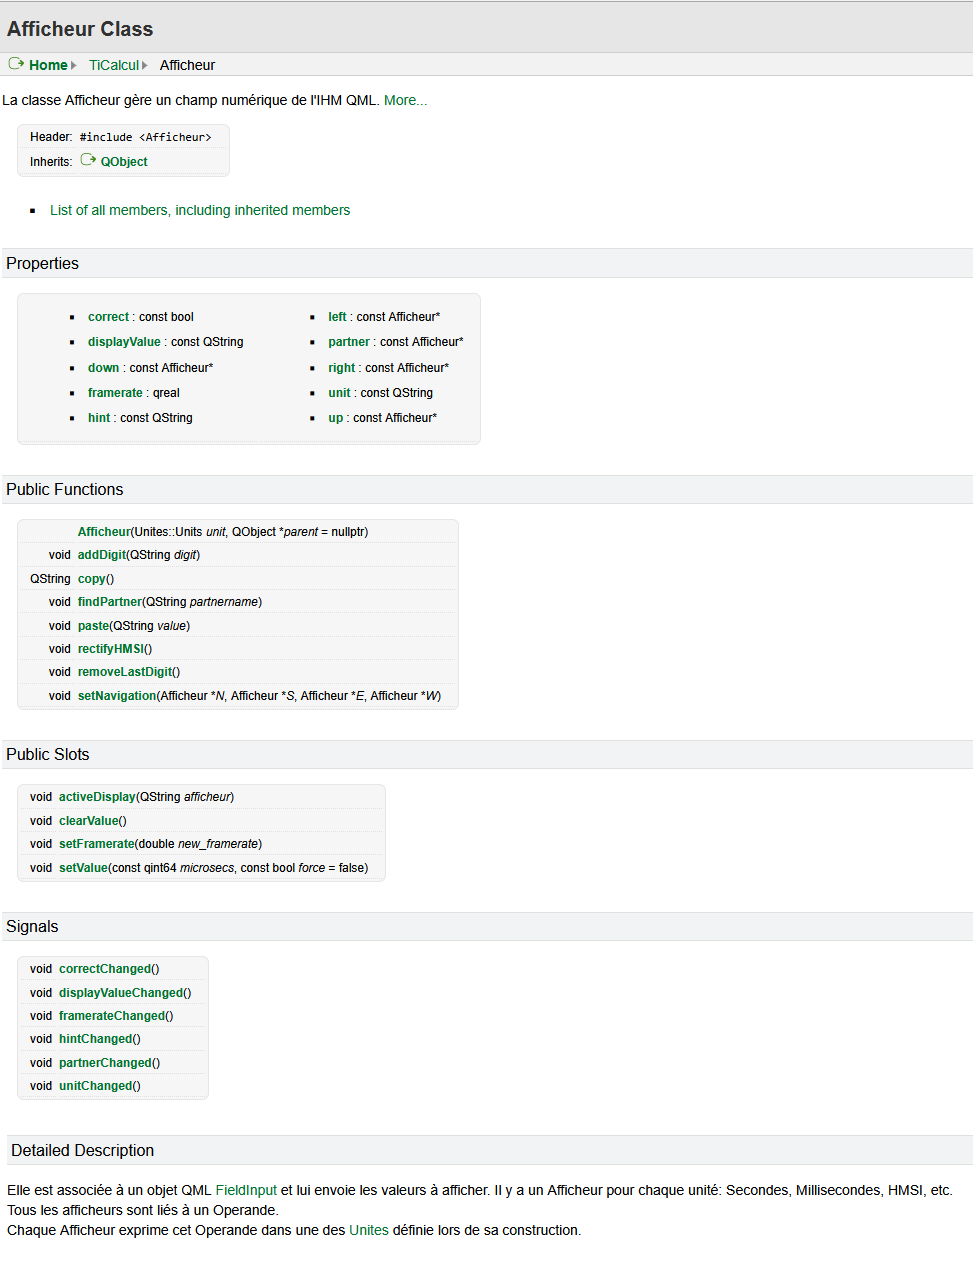 Afficheur Class
Home TiCalcul Afficheur
La classe Afficheur gère un champ numérique de l'IHM QML. More...
Header: #include <Afficheur>
Inherits: QObject
List of all members, including inherited members
Properties
correct : const bool
displayValue : const QString
down : const Afficheur*
framerate : qreal
hint : const QString
left : const Afficheur*
partner : const Afficheur*
right : const Afficheur*
unit : const QString
up : const Afficheur*
Public Functions
Afficheur(Unites::Units unit, QObject *parent = nullptr)
void addDigit(QString digit)
QString copy()
void findPartner(QString partnername)
void paste(QString value)
void rectifyHMSI()
void removeLastDigit()
void setNavigation(Afficheur *N, Afficheur *S, Afficheur *E, Afficheur *W)
Public Slots
void activeDisplay(QString afficheur)
void clearValue()
void setFramerate(double new_framerate)
void setValue(const qint64 microsecs, const bool force = false)
Signals
void correctChanged()
void displayValueChanged()
void framerateChanged()
void hintChanged()
void partnerChanged()
void unitChanged()
Detailed Description
Elle est associée à un objet QML FieldInput et lui envoie les valeurs à afficher. Il y a un Afficheur pour chaque unité: Secondes, Millisecondes, HMSI, etc.
Tous les afficheurs sont liés à un Operande.
Chaque Afficheur exprime cet Operande dans une des Unites définie lors de sa construction.